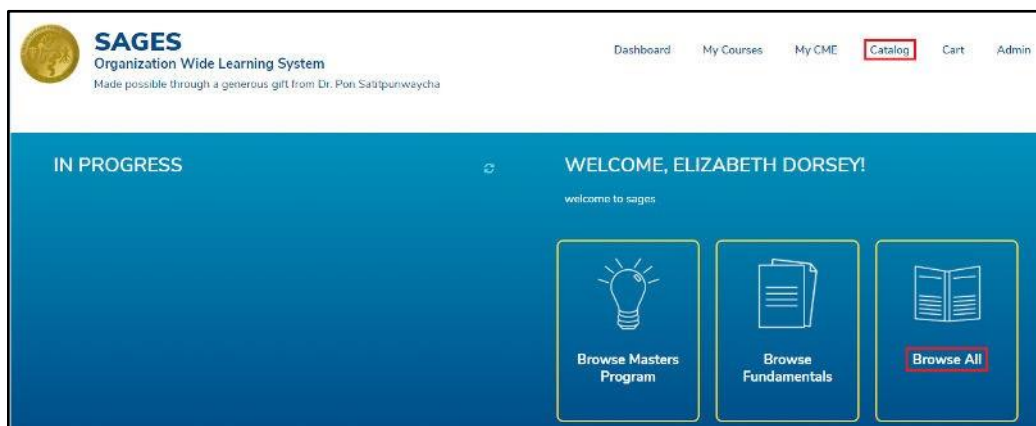 SAGES
Organization Wide Learning System
Made possible through a generous gift from Dr. Pon Satitpunwaycha
Dashboard My Courses My CME Catalog Cart Admin
IN PROGRESS
WELCOME, ELIZABETH DORSEY!
welcome to sages
Browse Masters
Program
Browse
Fundamentals
Browse All